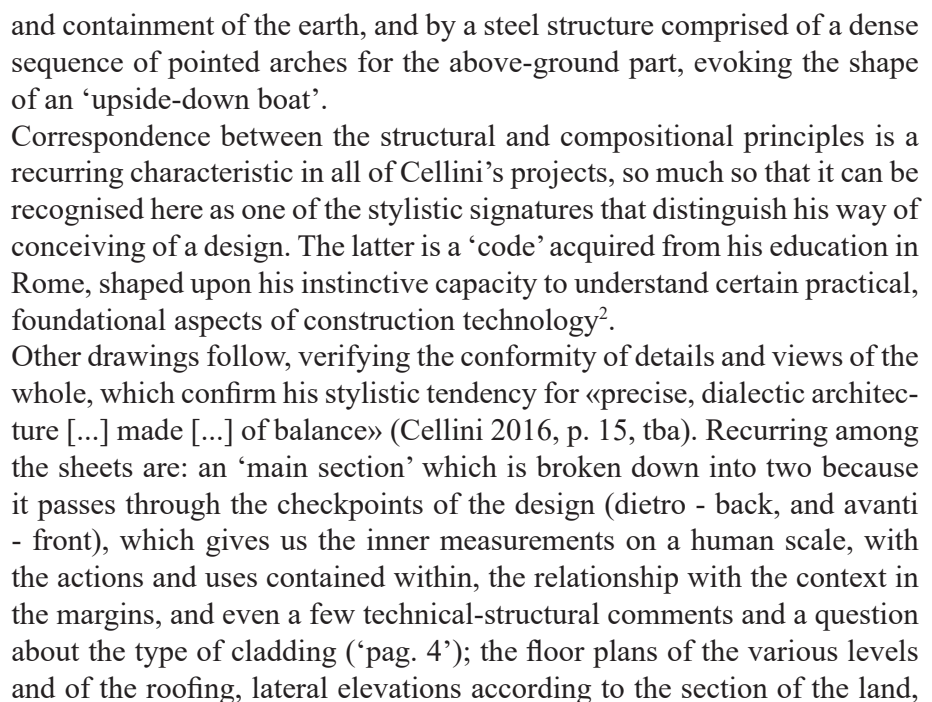 and containment of the earth, and by a steel structure comprised of a dense
sequence of pointed arches for the above-ground part, evoking the shape
of an ‘upside-down boat’.
Correspondence between the structural and compositional principles is a
recurring characteristic in all of Cellini’s projects, so much so that it can be
recognised here as one of the stylistic signatures that distinguish his way of
conceiving of a design. The latter is a ‘code’ acquired from his education in
Rome, shaped upon his instinctive capacity to understand certain practical,
foundational aspects of construction technology².
Other drawings follow, verifying the conformity of details and views of the
whole, which confirm his stylistic tendency for «precise, dialectic architec-
ture [...] made [...] of balance» (Cellini 2016, p. 15, tba). Recurring among
the sheets are: an ‘main section’ which is broken down into two because
it passes through the checkpoints of the design (dietro - back, and avanti
- front), which gives us the inner measurements on a human scale, with
the actions and uses contained within, the relationship with the context in
the margins, and even a few technical-structural comments and a question
about the type of cladding (‘pag. 4’); the floor plans of the various levels
and of the roofing, lateral elevations according to the section of the land,